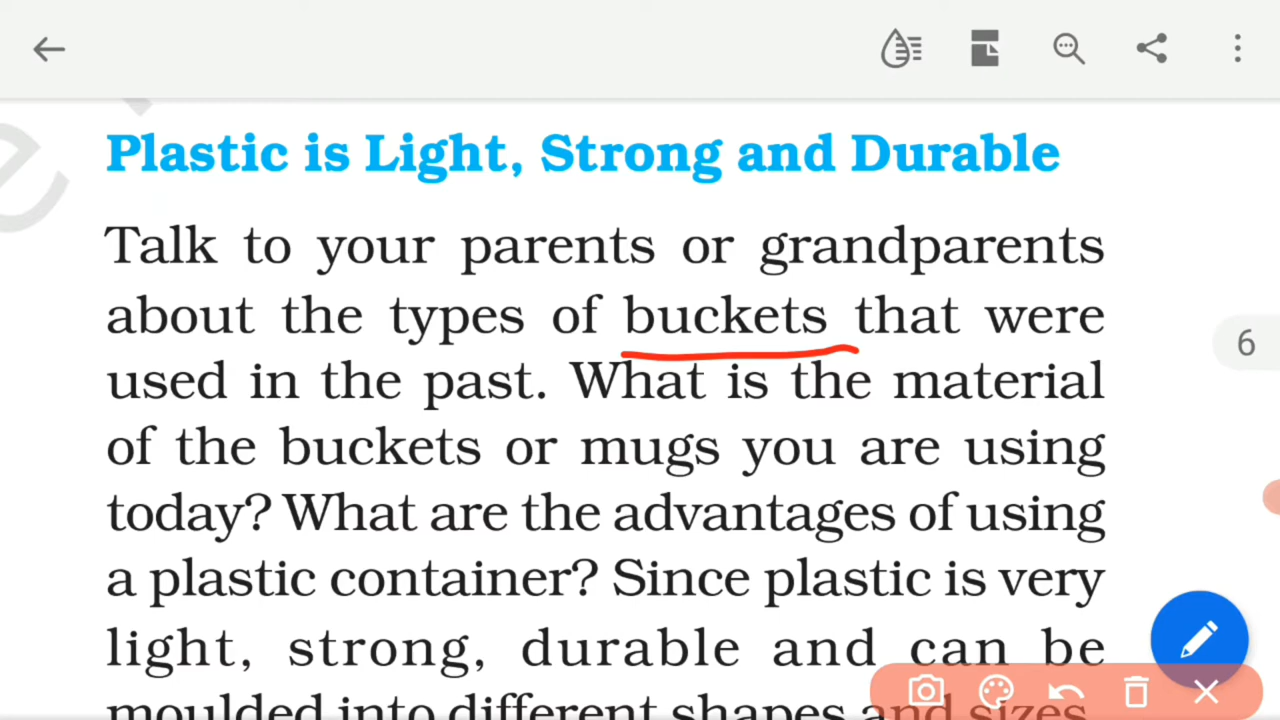 Plastic is Light, Strong and Durable
Talk to your parents or grandparents
about the types of buckets that were
used in the past. What is the material
6
of the buckets or mugs you are using
today? What are the advantages of using
a plastic container? Since plastic is very
light, strong, durable and can be
moulded into different shapes and sizes,